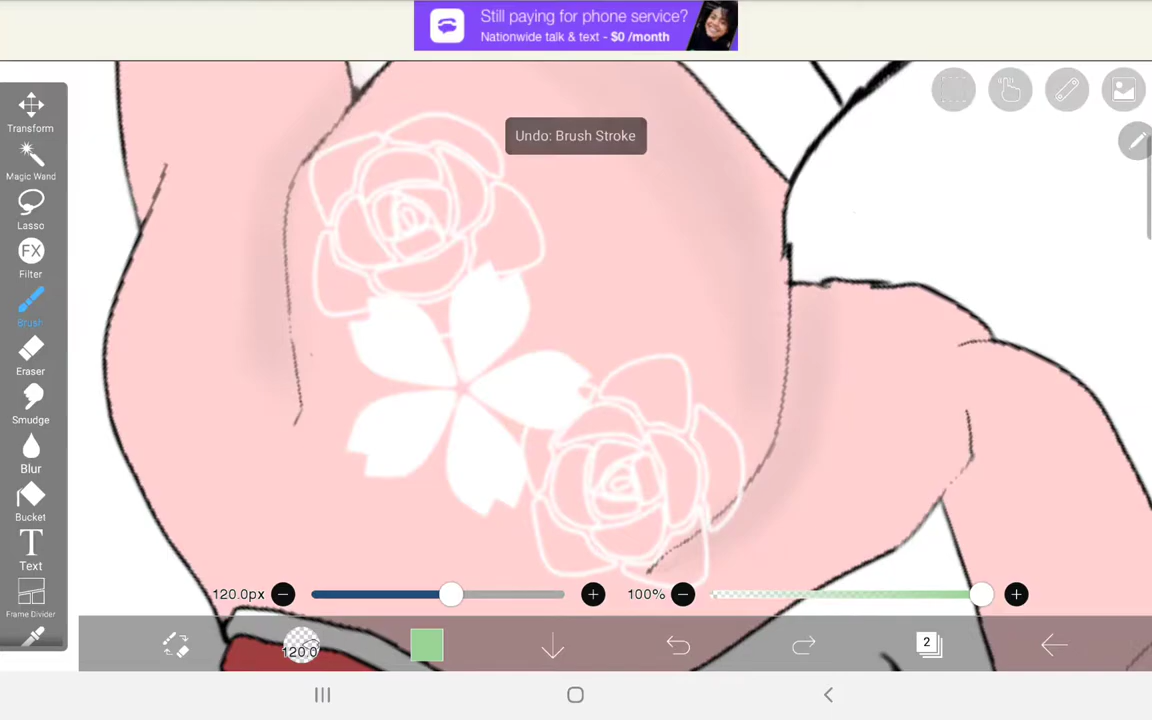 Still paying for phone service?
Nationwide talk & text - $0 /month
Undo: Brush Stroke
Transform
Magic Wand
Lasso
FX
Filter
Brush
Eraser
Smudge
Blur
Bucket
T
Text
Frame Divider
120.0px
100%
120.0
2